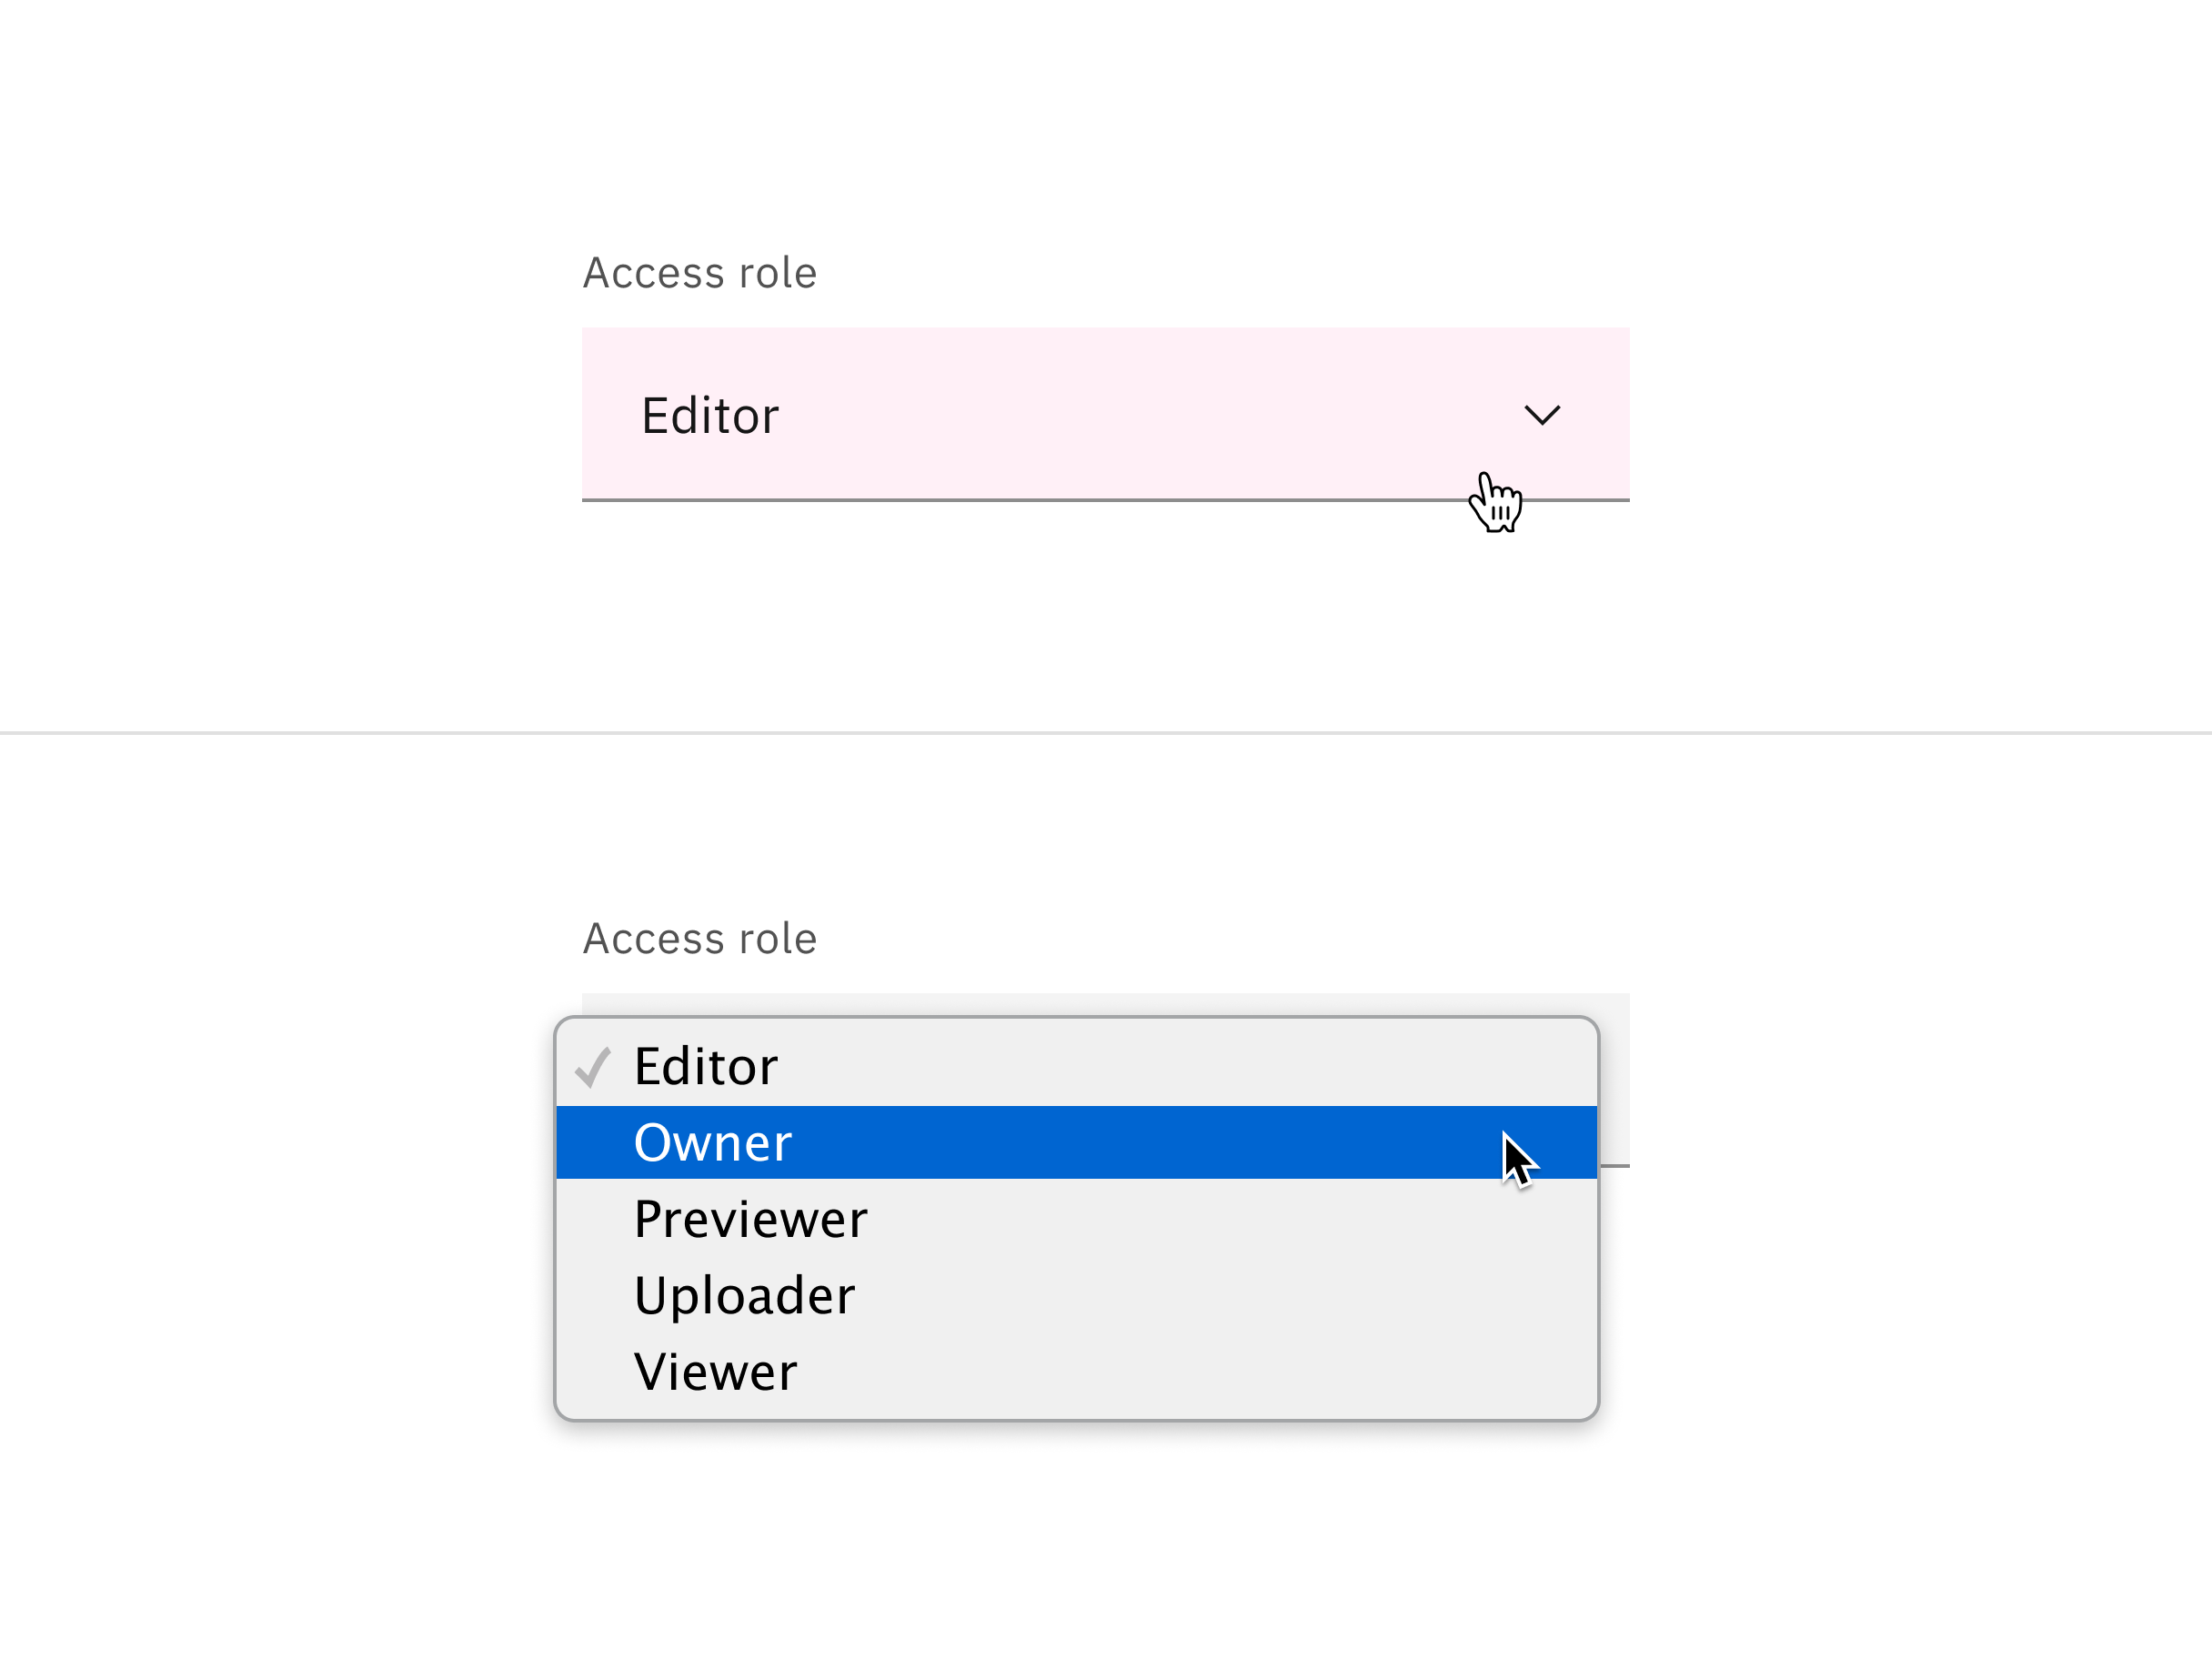 Access role
Editor
Access role
Editor
Owner
Previewer
Uploader
Viewer